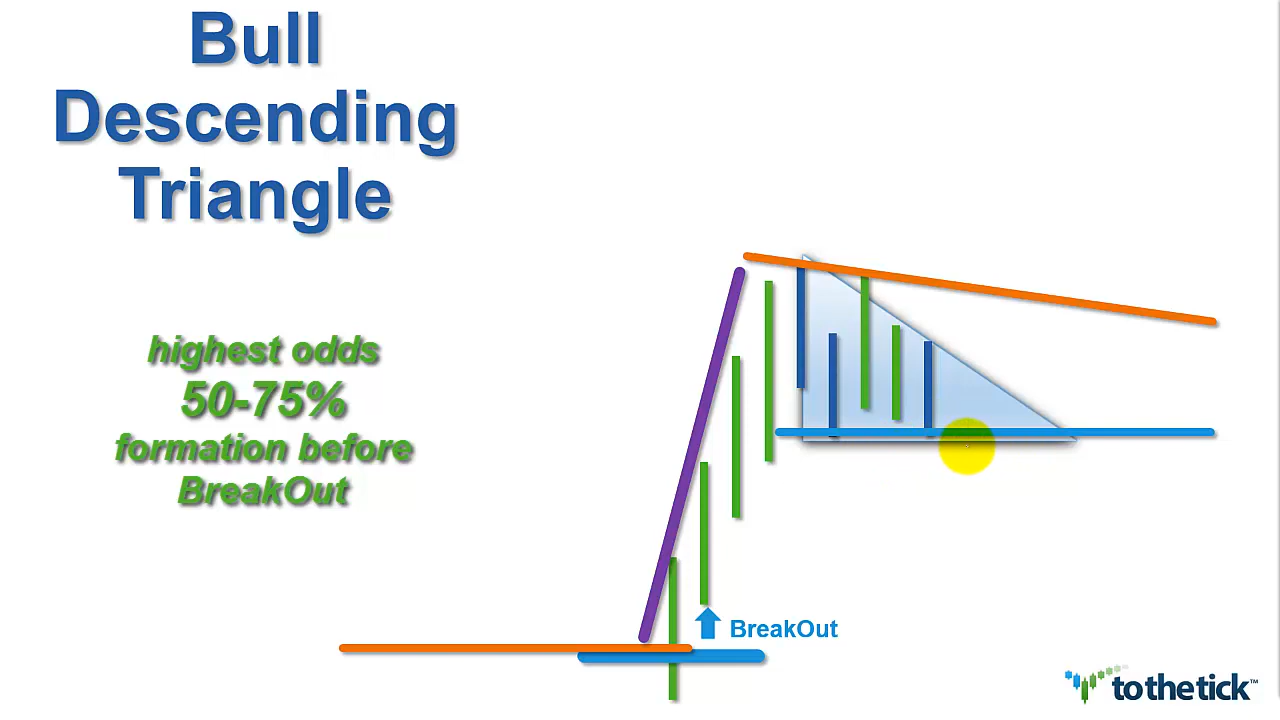 Bull
Descending
Triangle
highest odds
50-75%
formation before
BreakOut
BreakOut
tothetick™